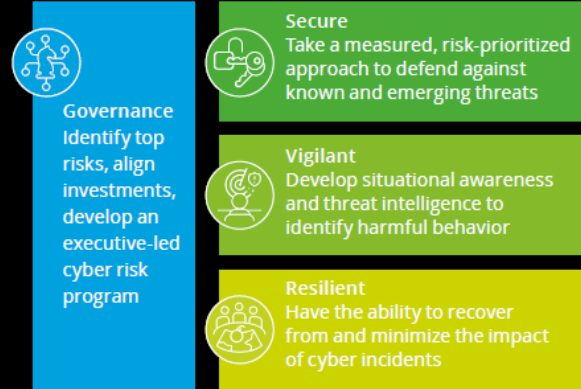 Governance
Identify top
risks, align
investments,
develop an
executive-led
cyber risk
program
Secure
Take a measured, risk-prioritized
approach to defend against
known and emerging threats
Vigilant
Develop situational awareness
and threat intelligence to
identify harmful behavior
Resilient
Have the ability to recover
from and minimize the impact
of cyber incidents